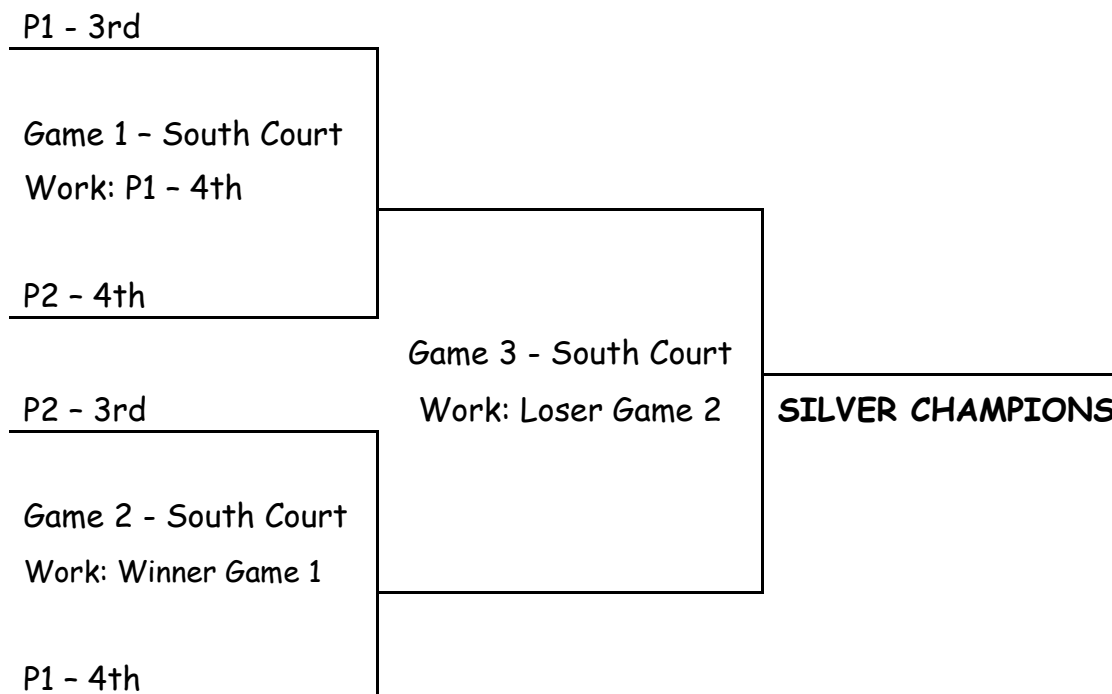 P1 - 3rd
Game 1 – South Court
Work: P1 – 4th
P2 – 4th
Game 3 - South Court
Work: Loser Game 2
SILVER CHAMPIONS
P2 – 3rd
Game 2 - South Court
Work: Winner Game 1
P1 – 4th